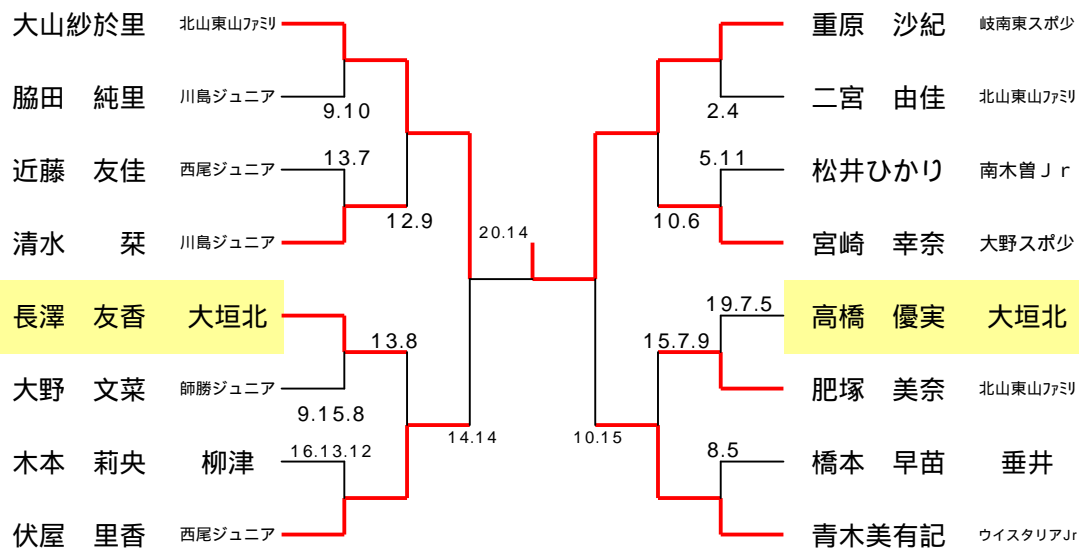 大山紗於里 北山東山ﾌｧﾐﾘ
脇田 純里 川島ジュニア
9.10
近藤 友佳 西尾ジュニア
13.7
清水 栞 川島ジュニア
12.9
長澤 友香 大垣北
13.8
大野 文菜 師勝ジュニア
9.15.8
木本 莉央 柳津
16.13.12
伏屋 里香 西尾ジュニア
14.14
20.14
重原 沙紀 岐南東スポ少
二宮 由佳 北山東山ﾌｧﾐﾘ
2.4
5.11
松井ひかり 南木曽Ｊｒ
10.6
宮崎 幸奈 大野スポ少
19.7.5
高橋 優実 大垣北
15.7.9
肥塚 美奈 北山東山ﾌｧﾐﾘ
10.15
8.5
橋本 早苗 垂井
青木美有記 ウイスタリアJr